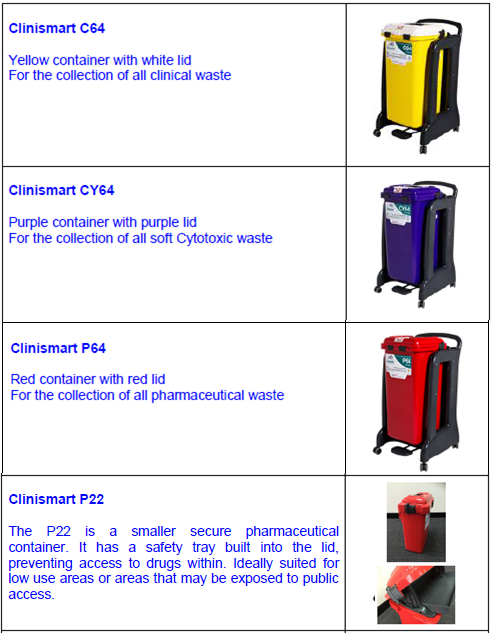 Clinismart C64
Yellow container with white lid
For the collection of all clinical waste
Clinismart CY64
Purple container with purple lid
For the collection of all soft Cytotoxic waste
Clinismart P64
Red container with red lid
For the collection of all pharmaceutical waste
Clinismart P22
The P22 is a smaller secure pharmaceutical
container. It has a safety tray built into the lid,
preventing access to drugs within. Ideally suited for
low use areas or areas that may be exposed to public
access.
C64
CY64
P64